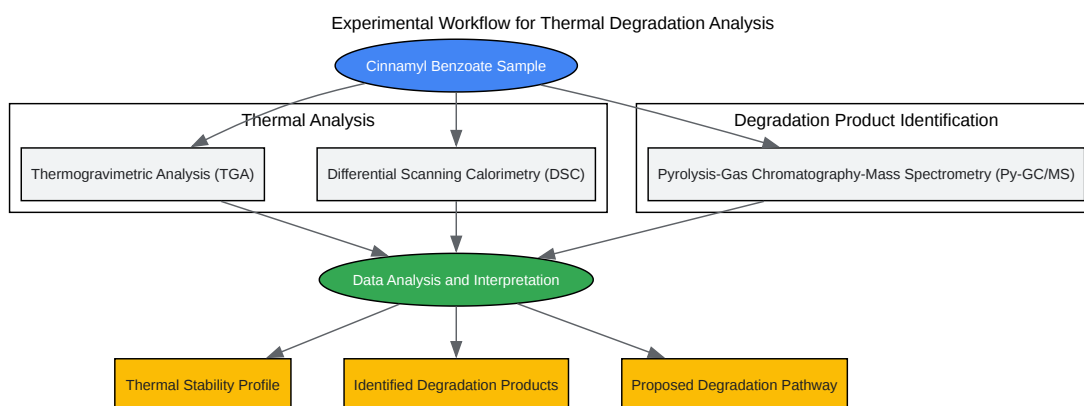 Experimental Workflow for Thermal Degradation Analysis
Cinnamyl Benzoate Sample
Thermal Analysis
Degradation Product Identification
Thermogravimetric Analysis (TGA)
Differential Scanning Calorimetry (DSC)
Pyrolysis-Gas Chromatography-Mass Spectrometry (Py-GC/MS)
Data Analysis and Interpretation
Thermal Stability Profile
Identified Degradation Products
Proposed Degradation Pathway